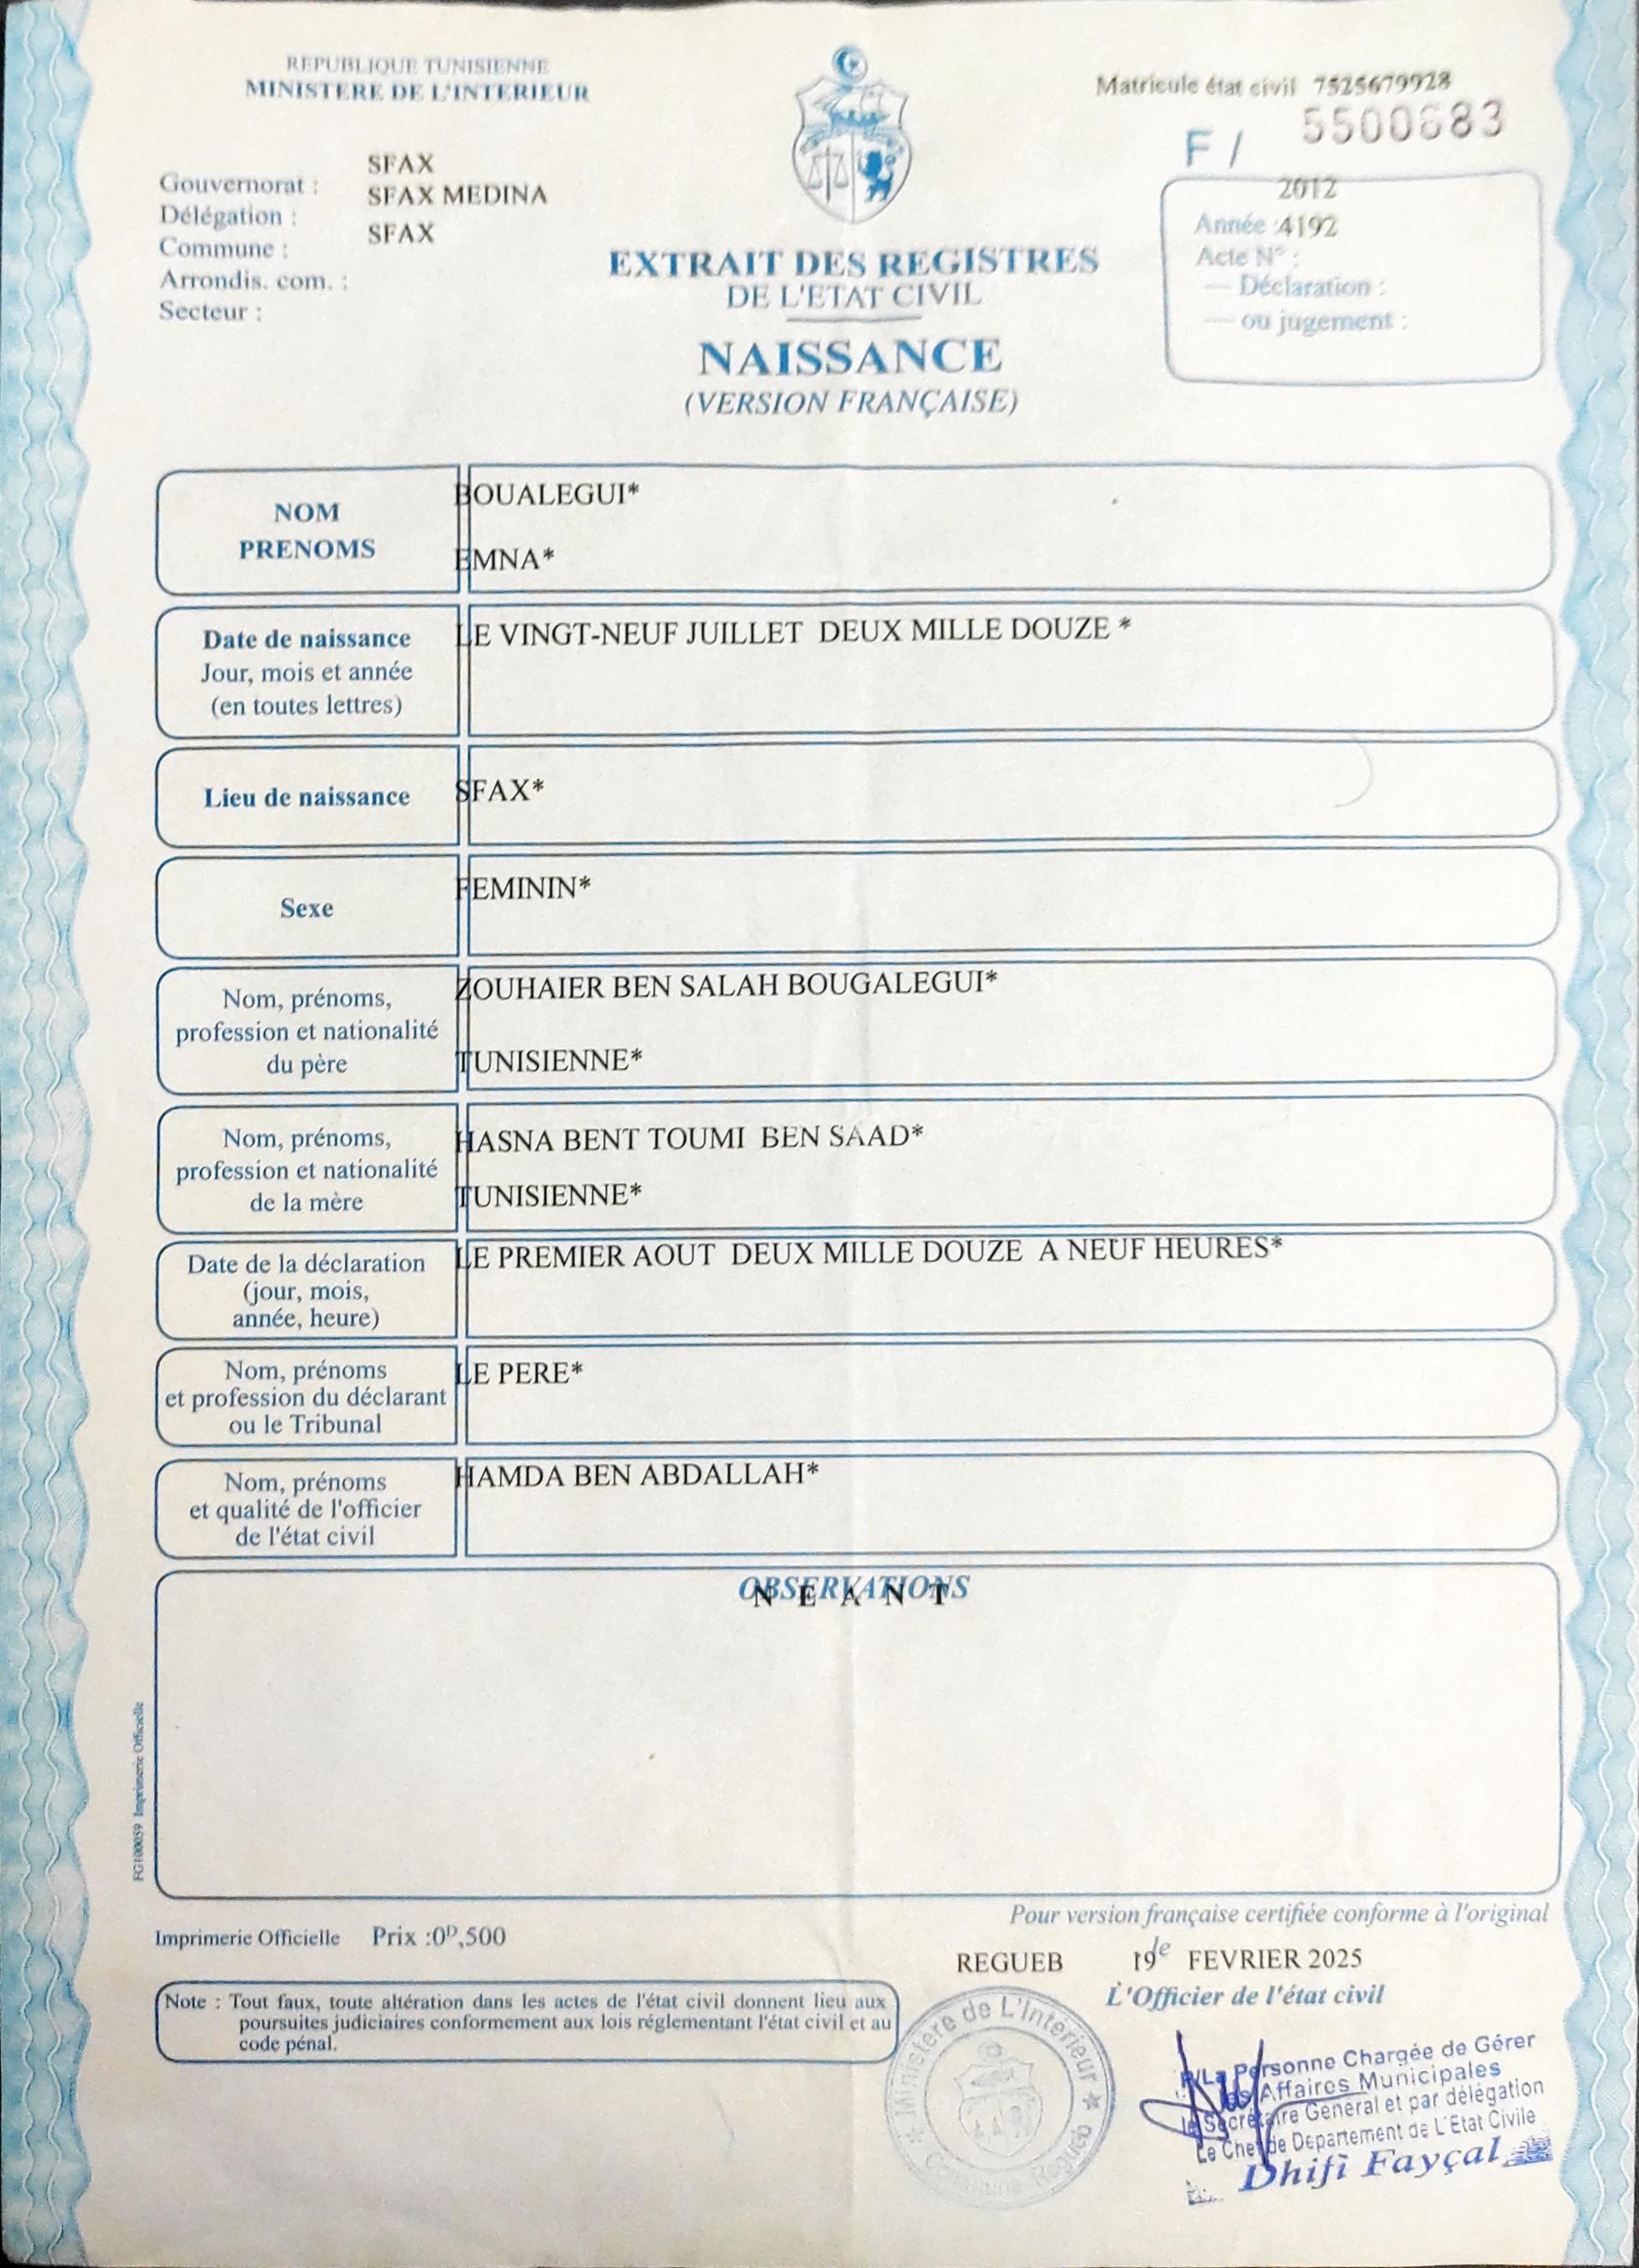 REPUBLIQUE TUNISIENNE
MINISTERE DE L'INTERIEUR
Matricule état civil 7525679928
F / 5500683
SFAX
Gouvernorat :
SFAX MEDINA
Délégation :
SFAX
Commune :
Arrondis. com. :
Secteur :
2012
Année :4192
Acte N° :
— Déclaration :
— ou jugement :
EXTRAIT DES REGISTRES
DE L'ETAT CIVIL
NAISSANCE
(VERSION FRANÇAISE)
NOM
PRENOMS
BOUALEGUI*
EMNA*
Date de naissance
Jour, mois et année
(en toutes lettres)
LE VINGT-NEUF JUILLET DEUX MILLE DOUZE *
Lieu de naissance
SFAX*
Sexe
FEMININ*
Nom, prénoms,
profession et nationalité
du père
ZOUHAIER BEN SALAH BOUGALEGUI*
TUNISIENNE*
Nom, prénoms,
profession et nationalité
de la mère
HASNA BENT TOUMI BEN SAAD*
TUNISIENNE*
Date de la déclaration
(jour, mois,
année, heure)
LE PREMIER AOUT DEUX MILLE DOUZE A NEUF HEURES*
Nom, prénoms
et profession du déclarant
ou le Tribunal
LE PERE*
Nom, prénoms
et qualité de l'officier
de l'état civil
HAMDA BEN ABDALLAH*
OBSERVATIONS
N E A N T
FG100059 Imprimerie Officielle
Pour version française certifiée conforme à l'original
Imprimerie Officielle Prix :0ᴰ,500
REGUEB 19 le FEVRIER 2025
L'Officier de l'état civil
Note : Tout faux, toute altération dans les actes de l'état civil donnent lieu aux
poursuites judiciaires conformement aux lois réglementant l'état civil et au
code pénal.
Ministère de L'Intérieur
Commune Regueb
P/La Personne Chargée de Gérer
les Affaires Municipales
le Secrétaire General et par délégation
Le Chef de Departement de L'Etat Civile
Dhifi Fayçal